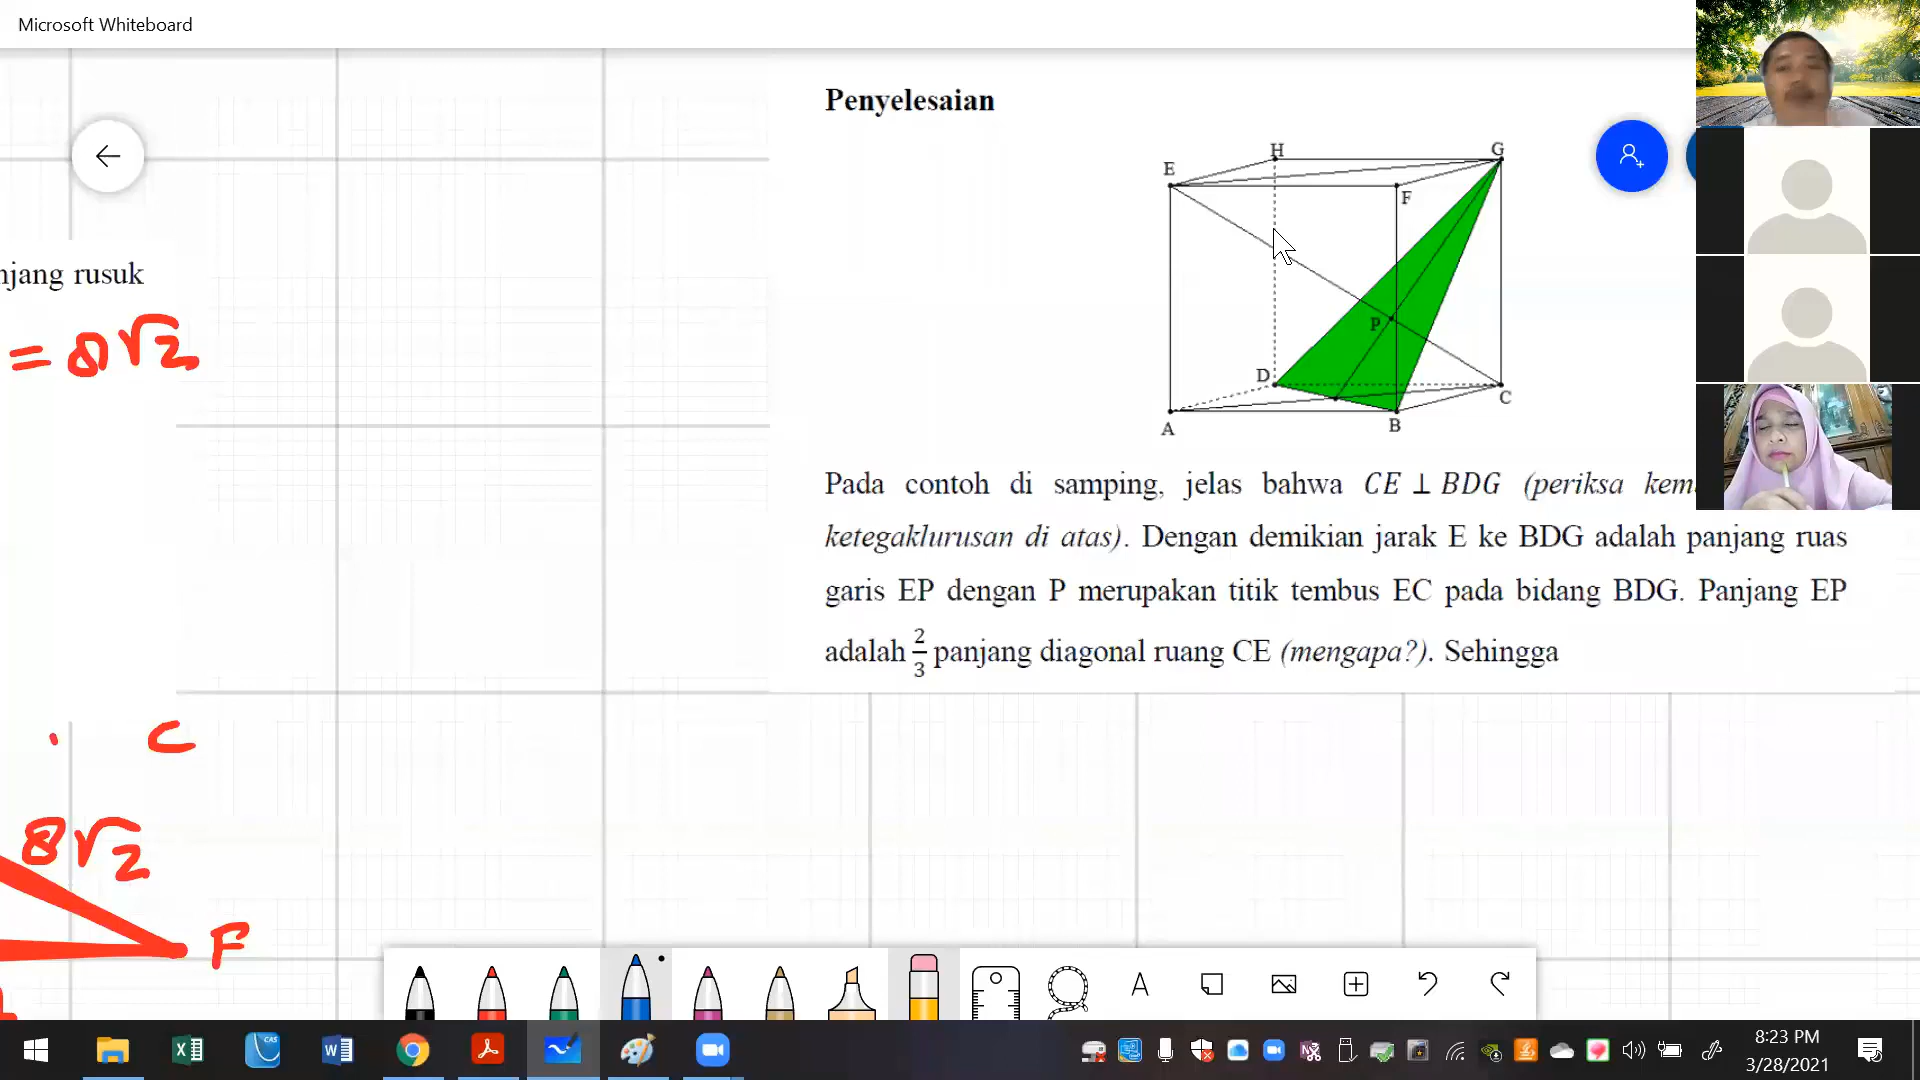 Microsoft Whiteboard
Penyelesaian
H
G
E
F
njang rusuk
= 8√2
P
D
C
A
B
Pada contoh di samping, jelas bahwa CE ⊥ BDG (periksa kem
ketegaklurusan di atas). Dengan demikian jarak E ke BDG adalah panjang ruas
garis EP dengan P merupakan titik tembus EC pada bidang BDG. Panjang EP
adalah 2/3 panjang diagonal ruang CE (mengapa?). Sehingga
C
8√2
F
8:23 PM
3/28/2021